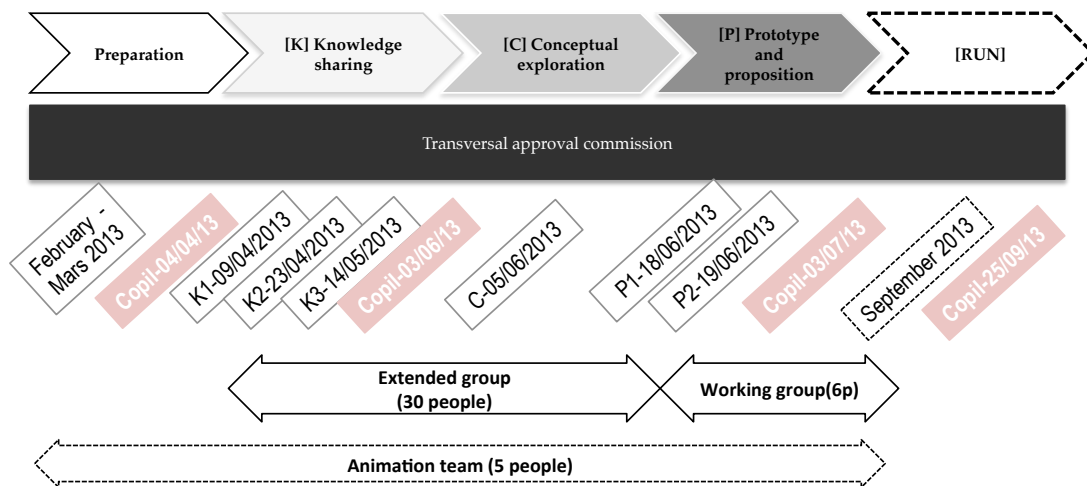 Preparation
[K] Knowledge
sharing
[C] Conceptual
exploration
[P] Prototype
and
proposition
[RUN]
Transversal approval commission
February -
Mars 2013
Copil-04/04/13
K1-09/04/2013
K2-23/04/2013
K3-14/05/2013
Copil-03/06/13
C-05/06/2013
P1-18/06/2013
P2-19/06/2013
Copil-03/07/13
September 2013
Copil-25/09/13
Extended group
(30 people)
Working group(6p)
Animation team (5 people)